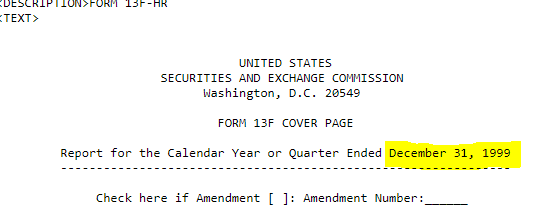 <DESCRIPTION>FORM 13F-HR
<TEXT>
UNITED STATES
SECURITIES AND EXCHANGE COMMISSION
Washington, D.C. 20549
FORM 13F COVER PAGE
Report for the Calendar Year or Quarter Ended December 31, 1999
-------------------------------------------------------------
Check here if Amendment [ ]: Amendment Number:______